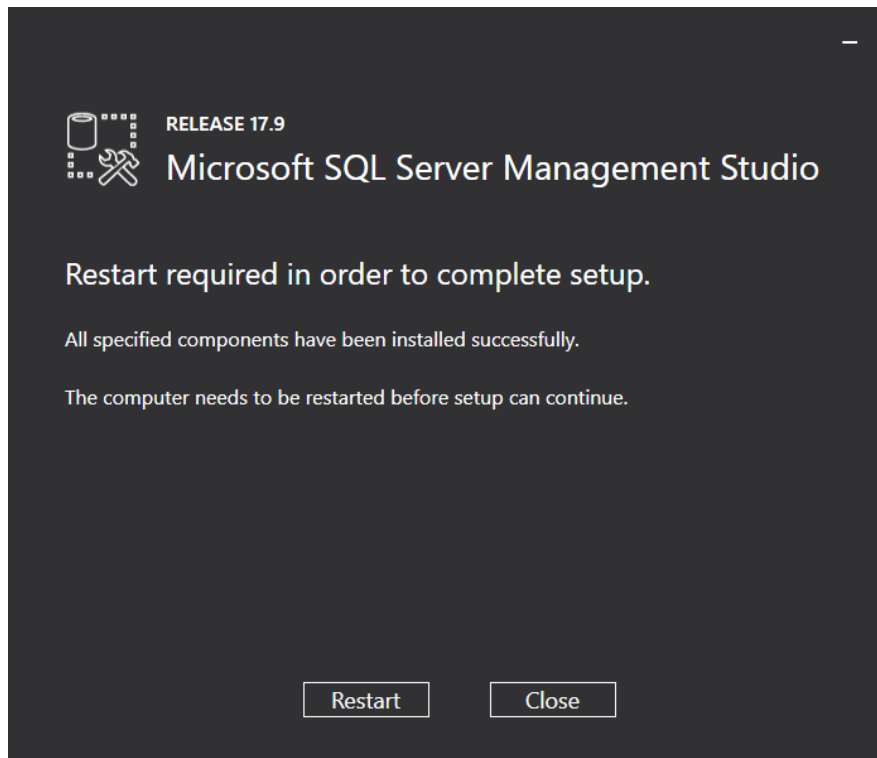 RELEASE 17.9
Microsoft SQL Server Management Studio
Restart required in order to complete setup.
All specified components have been installed successfully.
The computer needs to be restarted before setup can continue.
Restart
Close